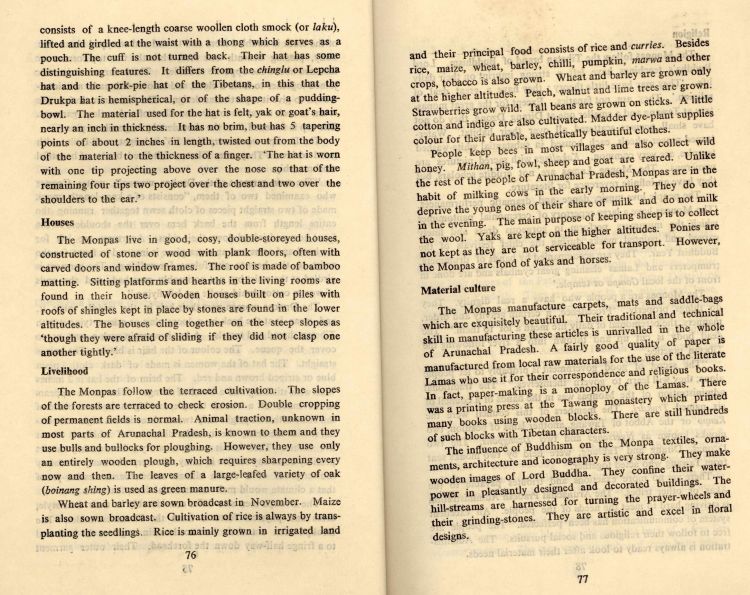 consists of a knee-length coarse woollen cloth smock (or laku),
lifted and girdled at the waist with a thong which serves as a
pouch. The cuff is not turned back. Their hat has some
distinguishing features. It differs from the chinglu or Lepcha
hat and the pork-pie hat of the Tibetans, in this that the
Drukpa hat is hemispherical, or of the shape of a pudding-
bowl. The material used for the hat is felt, yak or goat's hair,
nearly an inch in thickness. It has no brim, but has 5 tapering
points of about 2 inches in length, twisted out from the body
of the material to the thickness of a finger. 'The hat is worn
with one tip projecting above over the nose so that of the
remaining four tips two project over the chest and two over the
shoulders to the ear.'
Houses
The Monpas live in good, cosy, double-storeyed houses,
constructed of stone or wood with plank floors, often with
carved doors and window frames. The roof is made of bamboo
matting. Sitting platforms and hearths in the living rooms are
found in their house. Wooden houses built on piles with
roofs of shingles kept in place by stones are found in the lower
altitudes. The houses cling together on the steep slopes as
'though they were afraid of sliding if they did not clasp one
another tightly.'
Livelihood
The Monpas follow the terraced cultivation. The slopes
of the forests are terraced to check erosion. Double cropping
of permanent fields is normal. Animal traction, unknown in
most parts of Arunachal Pradesh, is known to them and they
use bulls and bullocks for ploughing. However, they use only
an entirely wooden plough, which requires sharpening every
now and then. The leaves of a large-leafed variety of oak
(boinang shing) is used as green manure.
Wheat and barley are sown broadcast in November. Maize
is also sown broadcast. Cultivation of rice is always by trans-
planting the seedlings. Rice is mainly grown in irrigated land
76
and their principal food consists of rice and curries. Besides
rice, maize, wheat, barley, chilli, pumpkin, marwa and other
crops, tobacco is also grown. Wheat and barley are grown only
at the higher altitudes. Peach, walnut and lime trees are grown.
Strawberries grow wild. Tall beans are grown on sticks. A little
cotton and indigo are also cultivated. Madder dye-plant supplies
colour for their durable, aesthetically beautiful clothes.
People keep bees in most villages and also collect wild
honey. Mithan, pig, fowl, sheep and goat are reared. Unlike
the rest of the people of Arunachal Pradesh, Monpas are in the
habit of milking cows in the early morning. They do not
deprive the young ones of their share of milk and do not milk
in the evening. The main purpose of keeping sheep is to collect
the wool. Yaks are kept on the higher altitudes. Ponies are
not kept as they are not serviceable for transport. However,
the Monpas are fond of yaks and horses.
Material culture
The Monpas manufacture carpets, mats and saddle-bags
which are exquisitely beautiful. Their traditional and technical
skill in manufacturing these articles is unrivalled in the whole
of Arunachal Pradesh. A fairly good quality of paper is
manufactured from local raw materials for the use of the literate
Lamas who use it for their correspondence and religious books.
In fact, paper-making is a monoploy of the Lamas. There
was a printing press at the Tawang monastery which printed
many books using wooden blocks. There are still hundreds
of such blocks with Tibetan characters.
The influence of Buddhism on the Monpa textiles, orna-
ments, architecture and iconography is very strong. They make
wooden images of Lord Buddha. They confine their water-
power in pleasantly designed and decorated buildings. The
hill-streams are harnessed for turning the prayer-wheels and
their grinding-stones. They are artistic and excel in floral
designs.
77